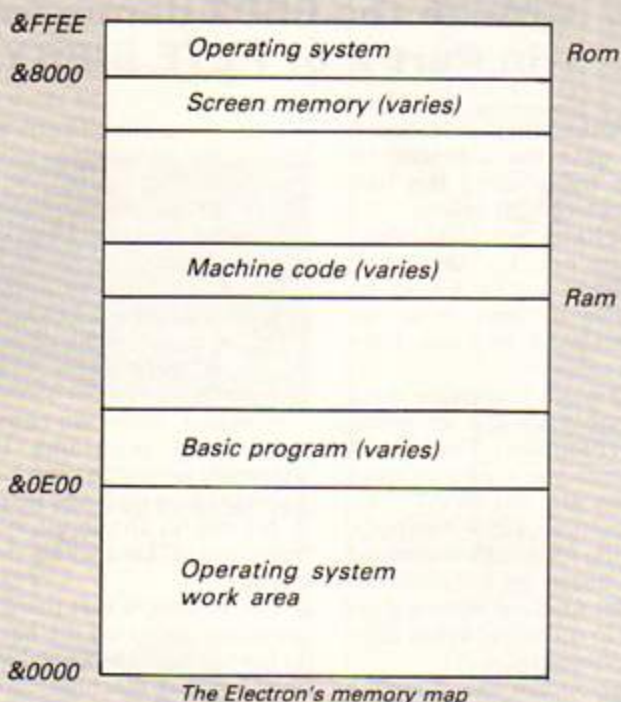 &FFEE
Operating system
Rom
&8000
Screen memory (varies)
Machine code (varies)
Ram
Basic program (varies)
&0E00
Operating system
work area
&0000
The Electron's memory map